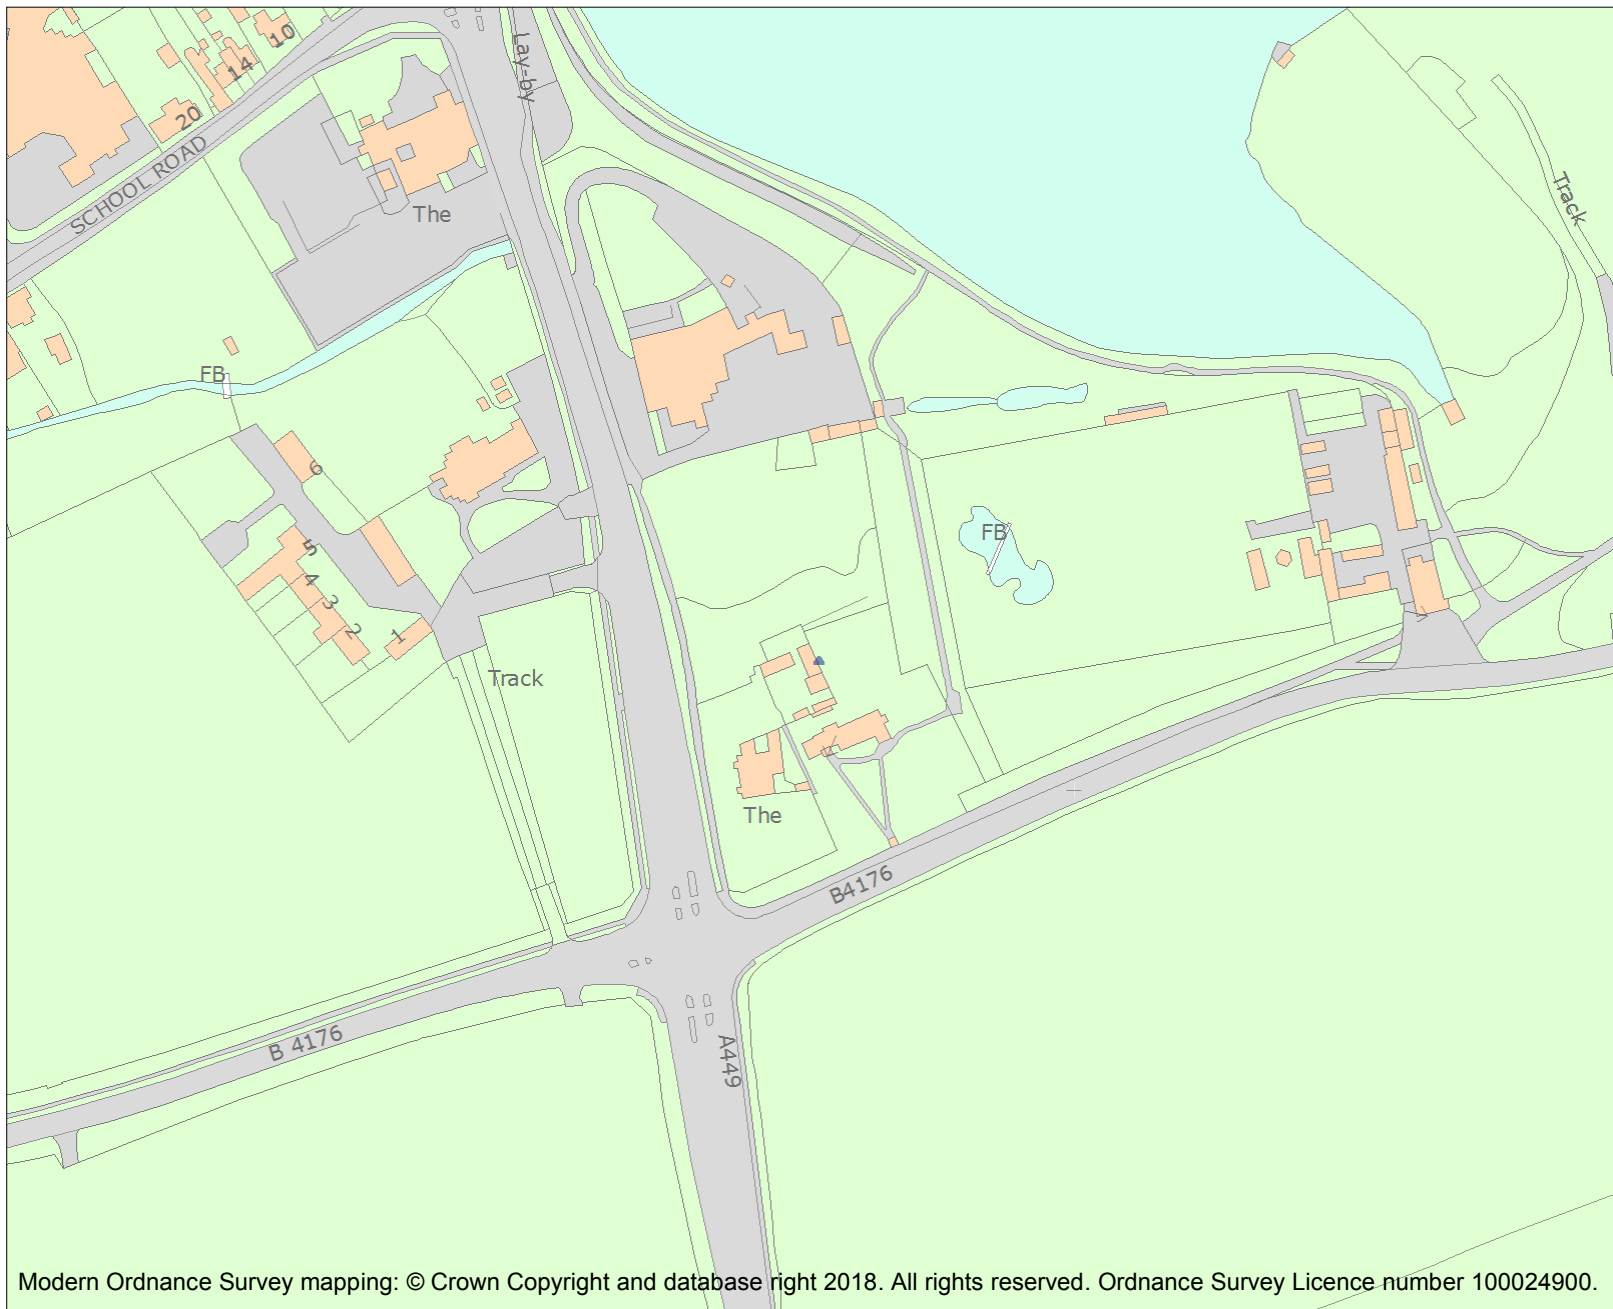 10
Lay-by
14
20
SCHOOL ROAD
Track
The
FB
6
FB
5
4
3
2
1
Track
The
B4176
B 4176
A449
Modern Ordnance Survey mapping: © Crown Copyright and database right 2018. All rights reserved. Ordnance Survey Licence number 100024900.